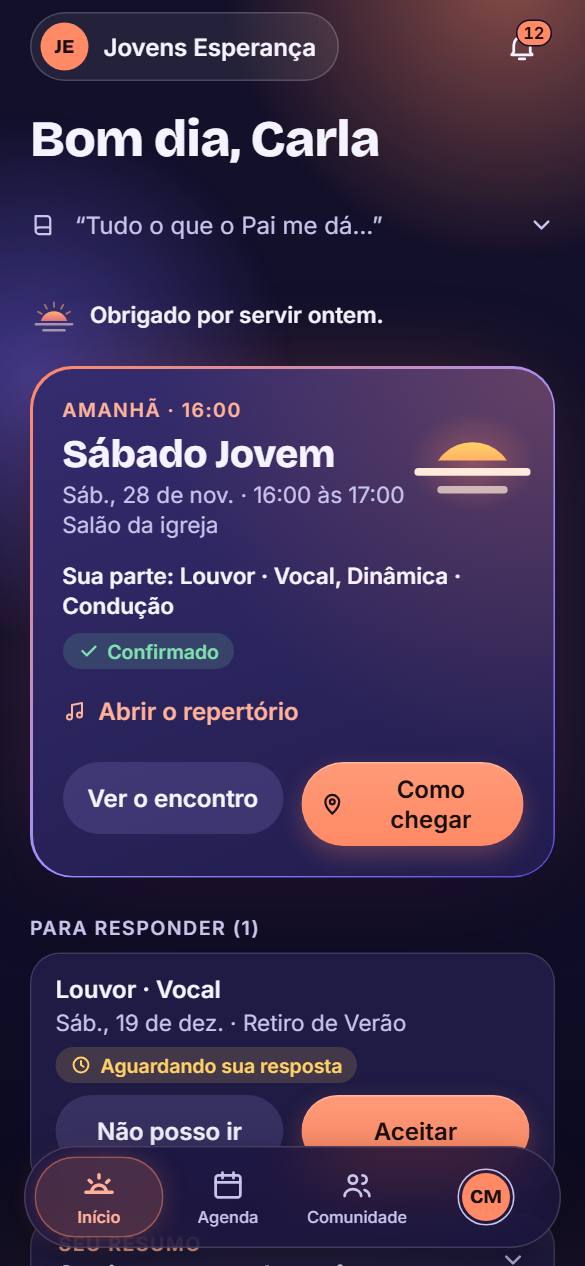 JE Jovens Esperança
12
Bom dia, Carla
“Tudo o que o Pai me dá...”
Obrigado por servir ontem.
AMANHÃ · 16:00
Sábado Jovem
Sáb., 28 de nov. · 16:00 às 17:00
Salão da igreja
Sua parte: Louvor · Vocal, Dinâmica ·
Condução
Confirmado
Abrir o repertório
Ver o encontro
Como
chegar
PARA RESPONDER (1)
Louvor · Vocal
Sáb., 19 de dez. · Retiro de Verão
Aguardando sua resposta
Não posso ir
Aceitar
Início
Agenda
Comunidade
CM
SEU RESUMO